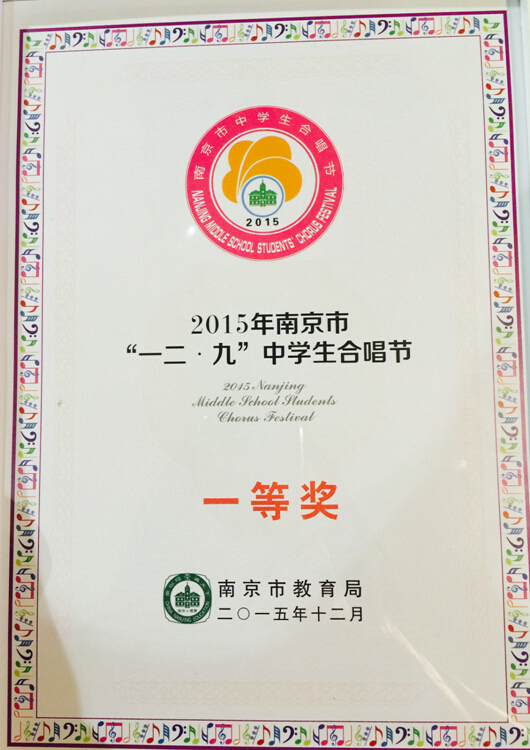 南京市中学生合唱节
NANJING MIDDLE SCHOOL STUDENTS' CHORUS FESTIVAL
2015
2015年南京市
“一二·九”中学生合唱节
2015 Nanjing
Middle School Students
Chorus Festival
一等奖
南京市教育局
二〇一五年十二月